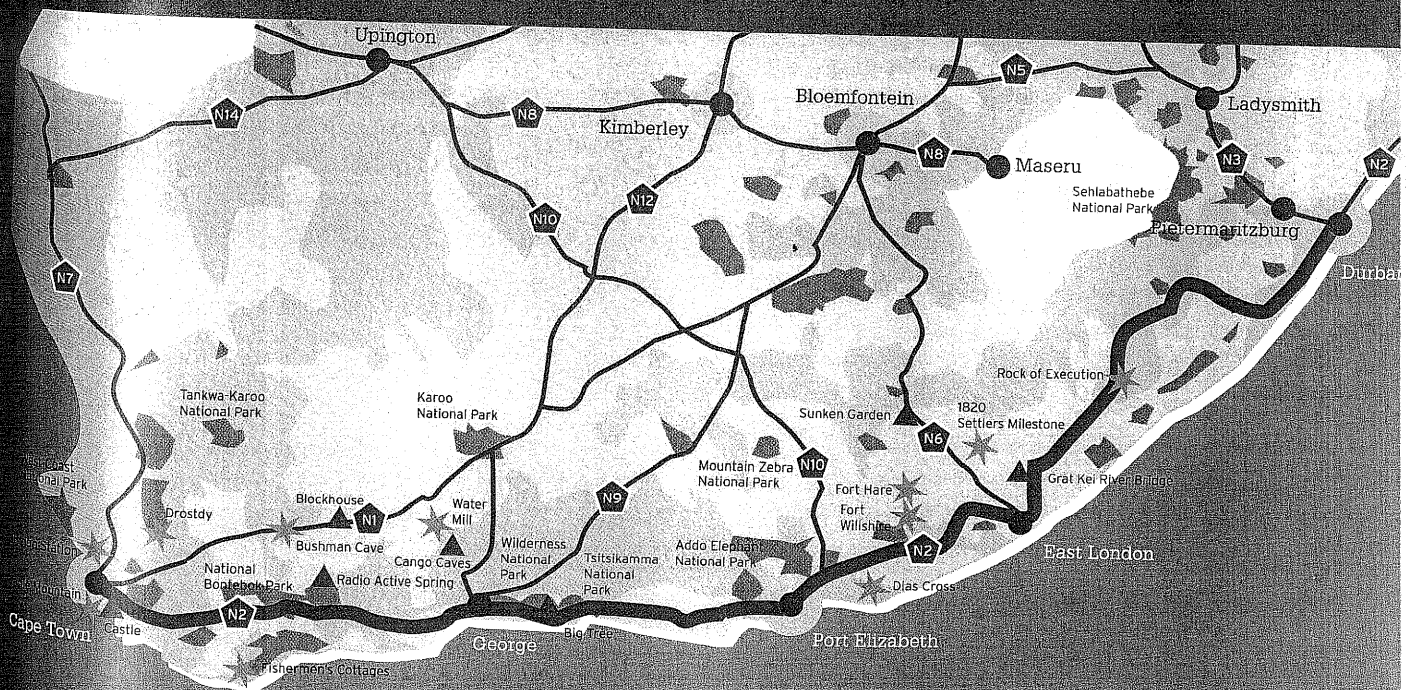 Upington
N5
Bloemfontein
Ladysmith
N14
N8
Kimberley
N8
Maseru
N3
N2
Sehlabathebe
National Park
N12
N10
Pietermaritzburg
N7
Durba
Rock of Execution
Tankwa-Karoo
National Park
Karoo
National Park
Sunken Garden
1820
Settlers Milestone
N6
Mountain Zebra
National Park
N10
Grat Kei River Bridge
Fort Hare
Fort
Willshire
Blockhouse
N1
Water
Mill
N9
Drostdy
Bushman Cave
Cango Caves
Wilderness
National
Park
Tsitsikamma
National
Park
Addo Elephant
National Park
N2
East London
National
Bontebok Park
Radio Active Spring
Dias Cross
N2
Cape Town
Castle
George
Big Tree
Port Elizabeth
Fishermen's Cottages